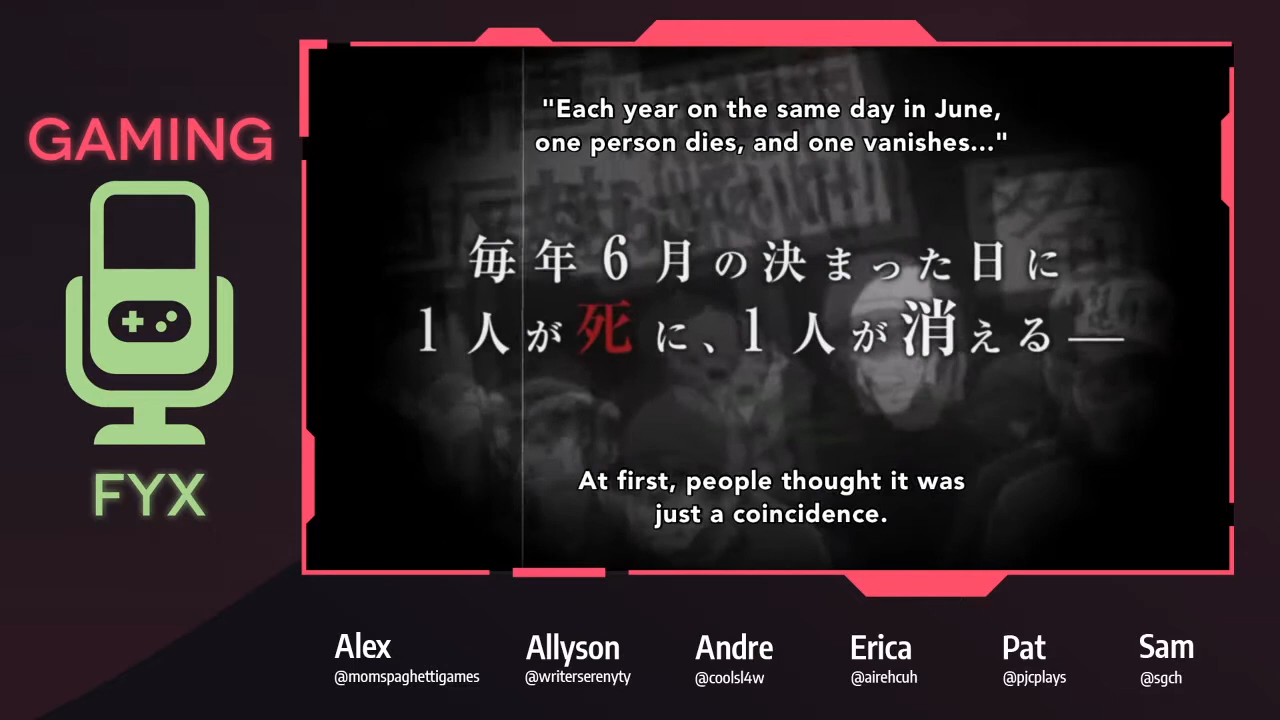 GAMING
FYX
"Each year on the same day in June,
one person dies, and one vanishes..."
毎年6月の決まった日に
1人が死に、1人が消える―
At first, people thought it was
just a coincidence.
Alex
@momspaghettigames
Allyson
@writerserenyty
Andre
@coolsl4w
Erica
@airehcuh
Pat
@pjcplays
Sam
@sgch